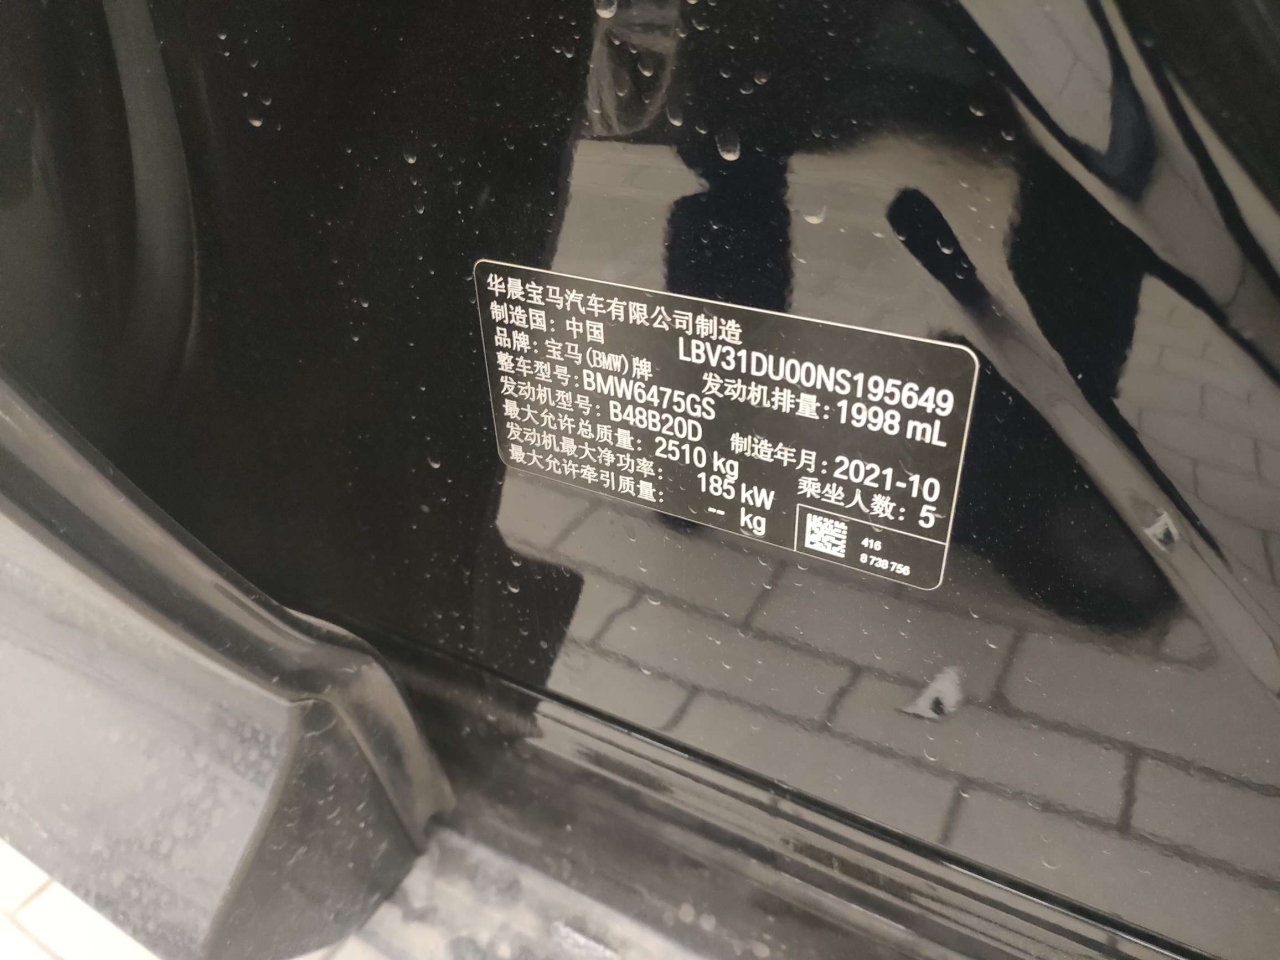 华晨宝马汽车有限公司制造
制造国：中国
LBV31DU00NS195649
品牌：宝马(BMW)牌
发动机排量：1998 mL
整车型号：BMW6475GS
发动机型号：B48B20D
制造年月：2021-10
最大允许总质量：2510 kg
乘坐人数：5
发动机最大净功率：185 kW
最大允许牵引质量：-- kg
416
8 738 756